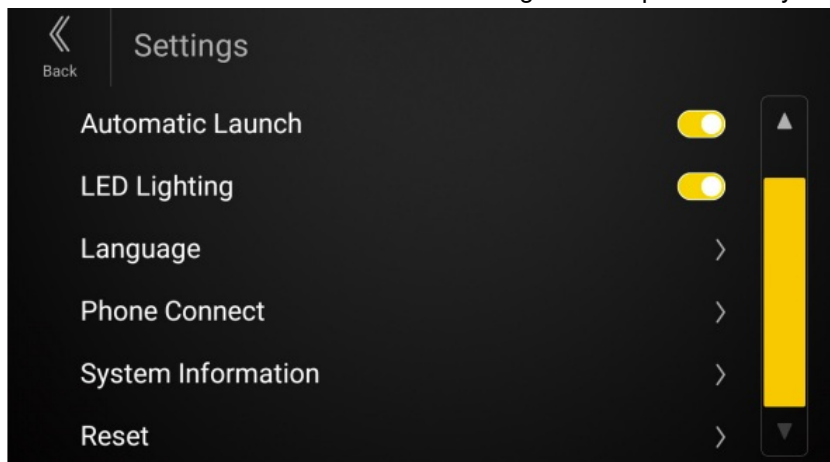 Back
Settings
Automatic Launch
LED Lighting
Language
Phone Connect
System Information
Reset